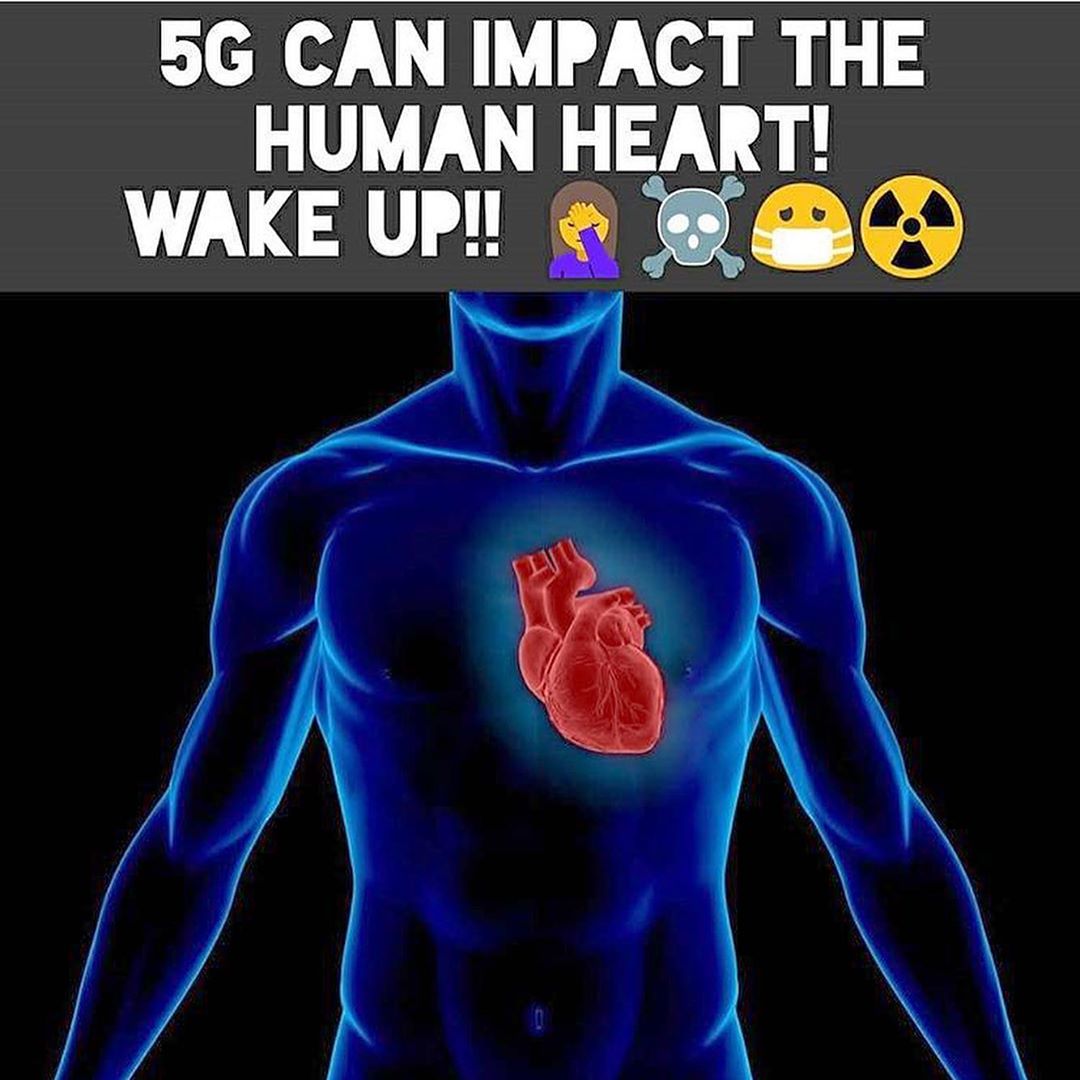 5G CAN IMPACT THE
HUMAN HEART!
WAKE UP!! 🤦‍♀️☠️😷☢️